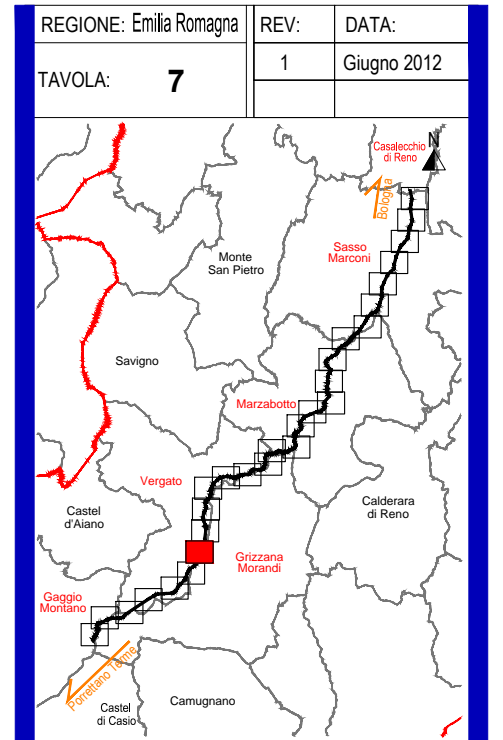 REGIONE: Emilia Romagna
REV:
DATA:
TAVOLA: 7
1
Giugno 2012
Casalecchio
di Reno
N
Bologna
Sasso
Marconi
Monte
San Pietro
Savigno
Marzabotto
Vergato
Castel
d'Aiano
Calderara
di Reno
Grizzana
Morandi
Gaggio
Montano
Porrettano Terme
Castel
di Casio
Camugnano